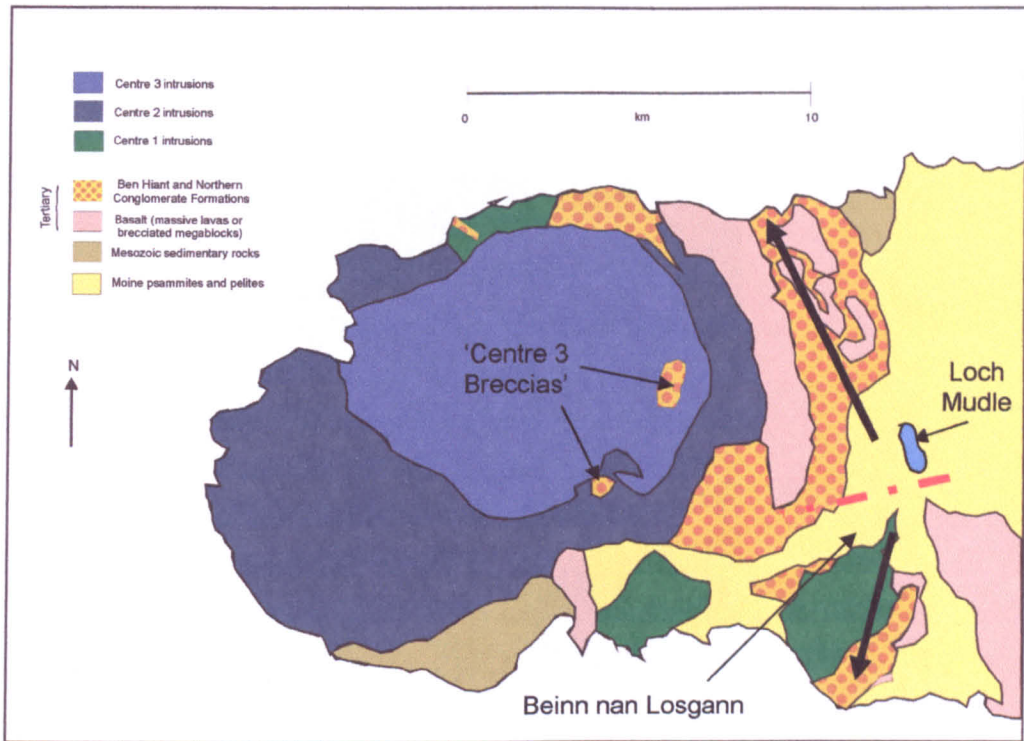 Centre 3 intrusions
Centre 2 intrusions
Centre 1 intrusions
Tertiary
Ben Hiant and Northern
Conglomerate Formations
Basalt (massive lavas or
brecciated megablocks)
Mesozoic sedimentary rocks
Moine psammites and pelites
N
0
km
10
'Centre 3
Breccias'
Loch
Mudle
Beinn nan Losgann